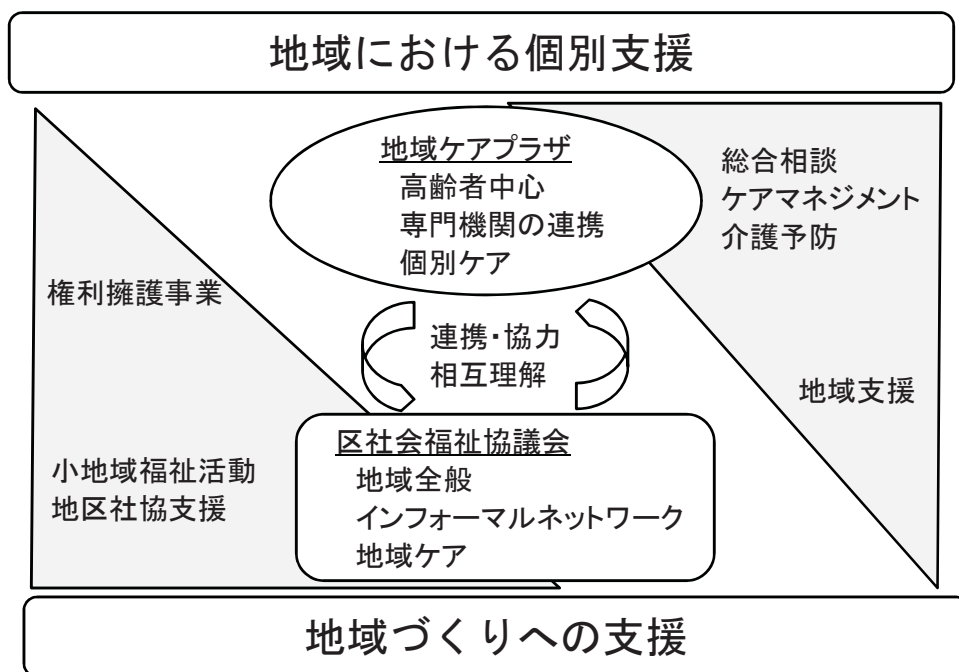 地域における個別支援
地域ケアプラザ
高齢者中心
専門機関の連携
個別ケア
総合相談
ケアマネジメント
介護予防
権利擁護事業
連携・協力
相互理解
地域支援
小地域福祉活動
地区社協支援
区社会福祉協議会
地域全般
インフォーマルネットワーク
地域ケア
地域づくりへの支援